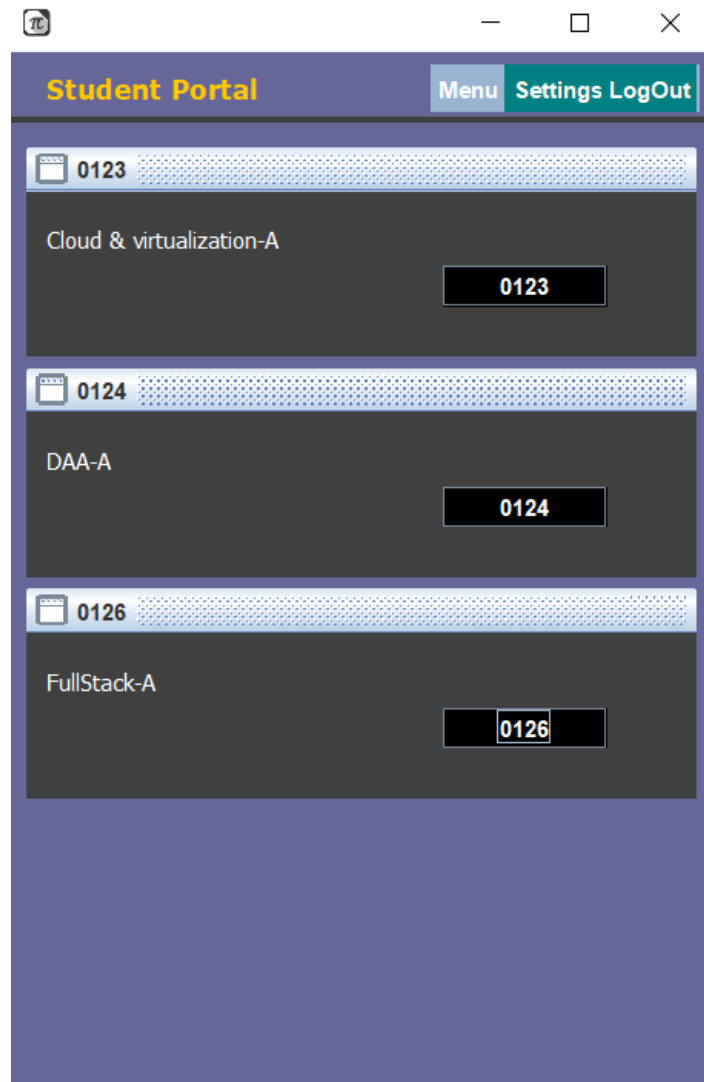 π
Student Portal Menu Settings LogOut
0123
Cloud & virtualization-A
0123
0124
DAA-A
0124
0126
FullStack-A
0126